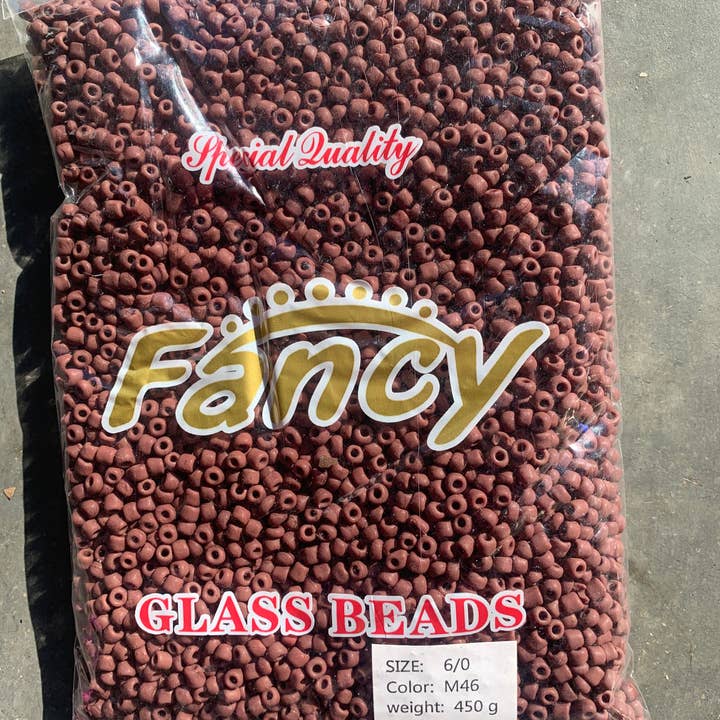 Special Quality
Fancy
GLASS BEADS
SIZE: 6/0
Color: M46
weight: 450 g